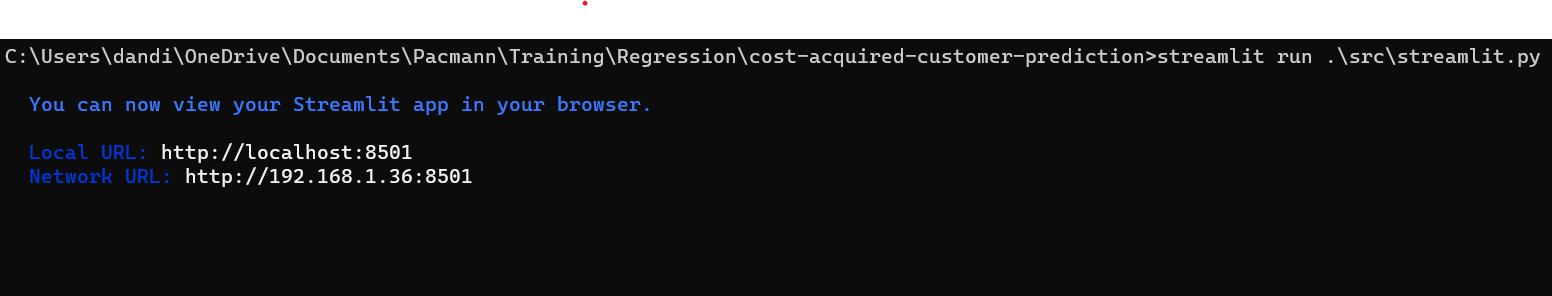 C:\Users\dandi\OneDrive\Documents\Pacmann\Training\Regression\cost-acquired-customer-prediction>streamlit run .\src\streamlit.py
You can now view your Streamlit app in your browser.
Local URL: http://localhost:8501
Network URL: http://192.168.1.36:8501